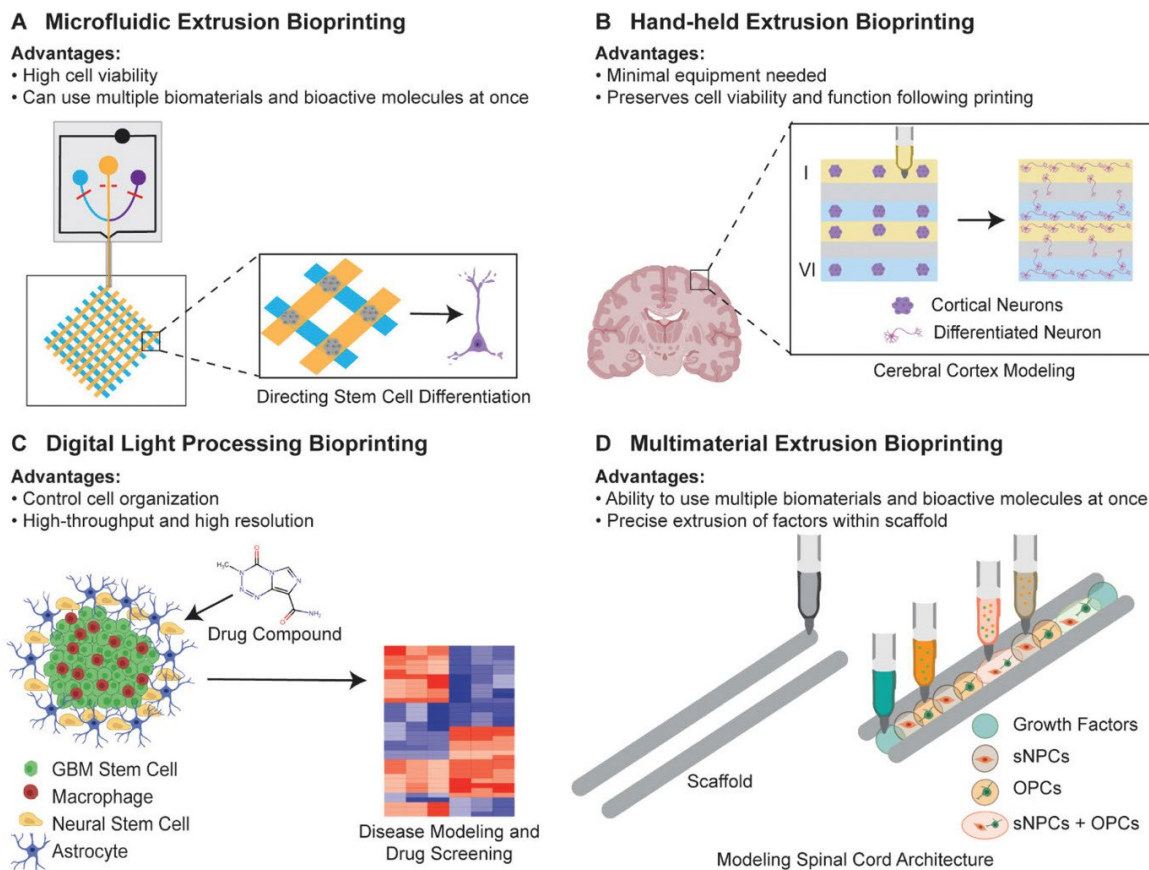 A Microfluidic Extrusion Bioprinting
Advantages:
• High cell viability
• Can use multiple biomaterials and bioactive molecules at once
Directing Stem Cell Differentiation
B Hand-held Extrusion Bioprinting
Advantages:
• Minimal equipment needed
• Preserves cell viability and function following printing
I
VI
Cortical Neurons
Differentiated Neuron
Cerebral Cortex Modeling
C Digital Light Processing Bioprinting
Advantages:
• Control cell organization
• High-throughput and high resolution
O
H₃C
N
N
N
N
N
NH₂
O
Drug Compound
GBM Stem Cell
Macrophage
Neural Stem Cell
Astrocyte
Disease Modeling and
Drug Screening
D Multimaterial Extrusion Bioprinting
Advantages:
• Ability to use multiple biomaterials and bioactive molecules at once
• Precise extrusion of factors within scaffold
Scaffold
Growth Factors
sNPCs
OPCs
sNPCs + OPCs
Modeling Spinal Cord Architecture